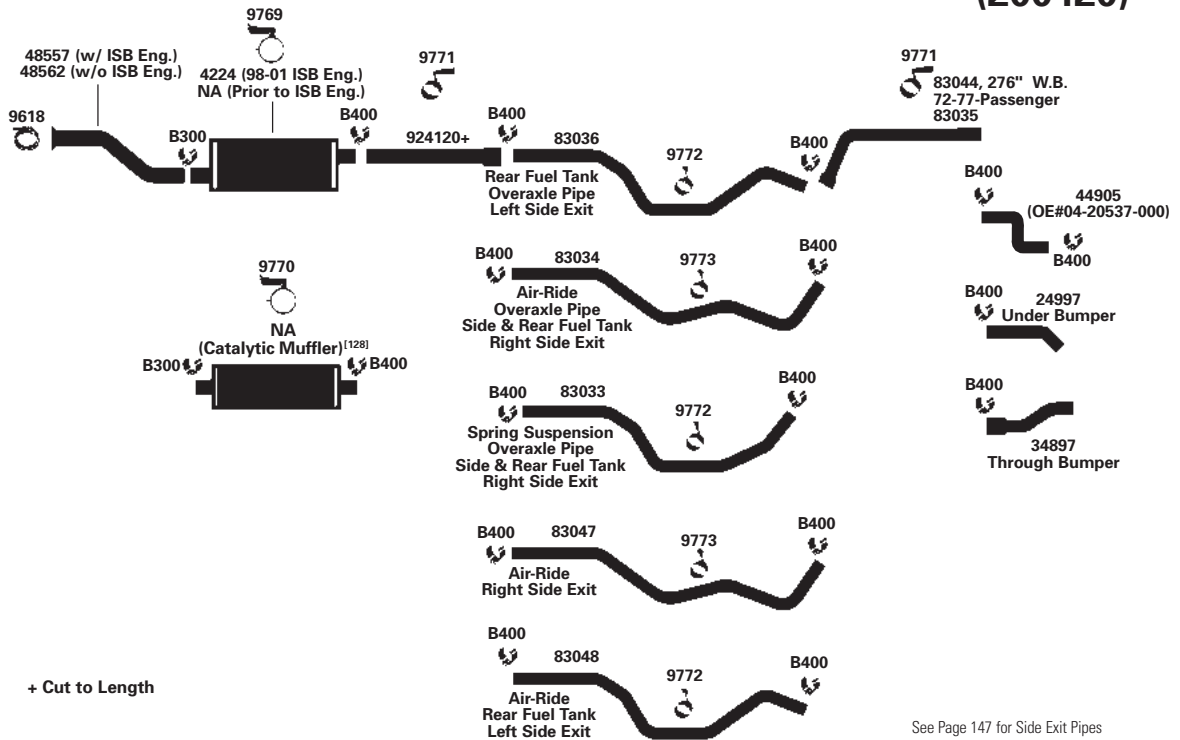 (200120)
9769
48557 (w/ ISB Eng.)
48562 (w/o ISB Eng.)
4224 (98-01 ISB Eng.)
NA (Prior to ISB Eng.)
9771
9771
83044, 276" W.B.
72-77-Passenger
83035
9618
B300
B400
924120+
B400
83036
9772
B400
Rear Fuel Tank
Overaxle Pipe
Left Side Exit
B400
44905
(OE#04-20537-000)
B400
9770
NA
(Catalytic Muffler)[128]
B300
B400
B400
83034
9773
B400
Air-Ride
Overaxle Pipe
Side & Rear Fuel Tank
Right Side Exit
B400
24997
Under Bumper
B400
83033
9772
B400
Spring Suspension
Overaxle Pipe
Side & Rear Fuel Tank
Right Side Exit
B400
34897
Through Bumper
B400
83047
9773
B400
Air-Ride
Right Side Exit
B400
83048
9772
B400
Air-Ride
Rear Fuel Tank
Left Side Exit
+ Cut to Length
See Page 147 for Side Exit Pipes